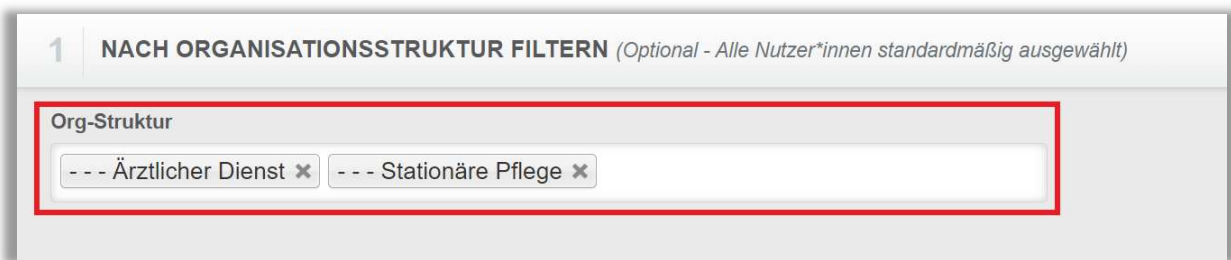 1 NACH ORGANISATIONSSTRUKTUR FILTERN (Optional - Alle Nutzer*innen standardmäßig ausgewählt)
Org-Struktur
- - - Ärztlicher Dienst ✖ - - - Stationäre Pflege ✖